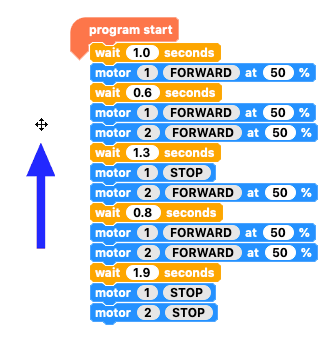 program start
wait 1.0 seconds
motor 1 FORWARD at 50 %
wait 0.6 seconds
motor 1 FORWARD at 50 %
motor 2 FORWARD at 50 %
wait 1.3 seconds
motor 1 STOP
motor 2 FORWARD at 50 %
wait 0.8 seconds
motor 1 FORWARD at 50 %
motor 2 FORWARD at 50 %
wait 1.9 seconds
motor 1 STOP
motor 2 STOP